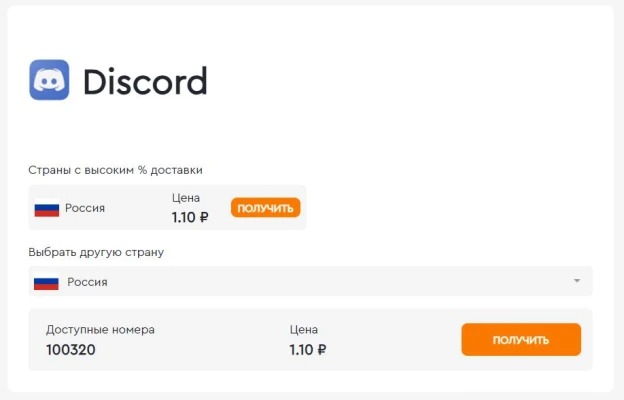 Discord
Страны с высоким % доставки
Россия
Цена
1.10 ₽
ПОЛУЧИТЬ
Выбрать другую страну
Россия
Доступные номера
Цена
100320
1.10 ₽
ПОЛУЧИТЬ